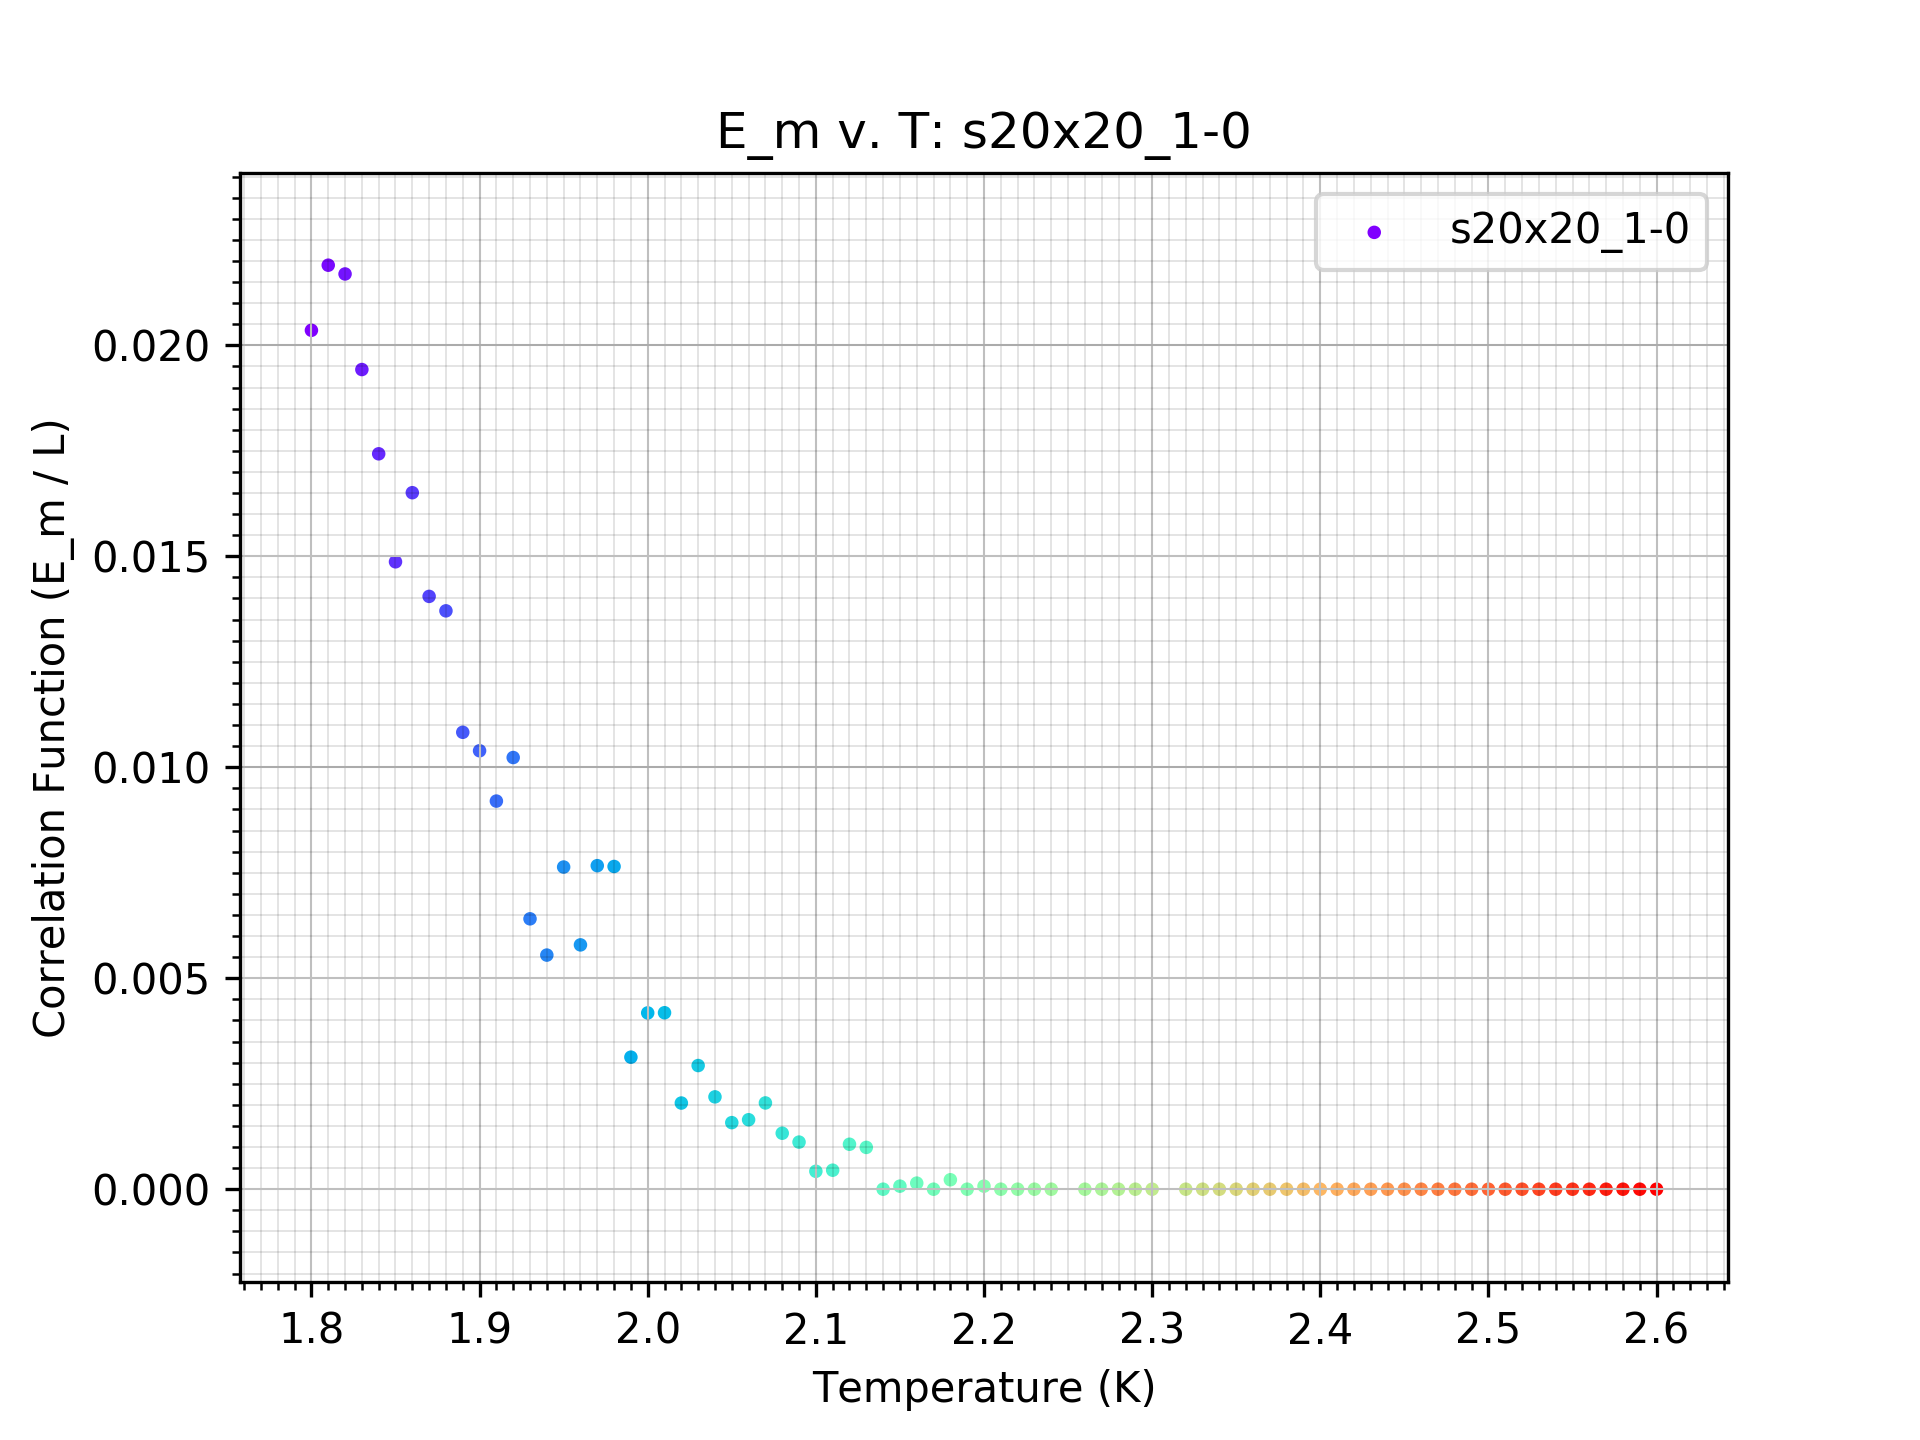 E_m v. T: s20x20_1-0
s20x20_1-0
Correlation Function (E_m / L)
0.020
0.015
0.010
0.005
0.000
1.8 1.9 2.0 2.1 2.2 2.3 2.4 2.5 2.6
Temperature (K)